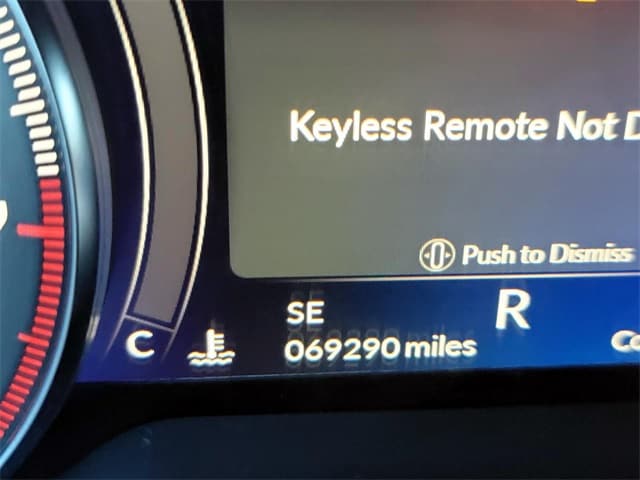 Keyless Remote Not
Push to Dismiss
SE
R
C
069290 miles